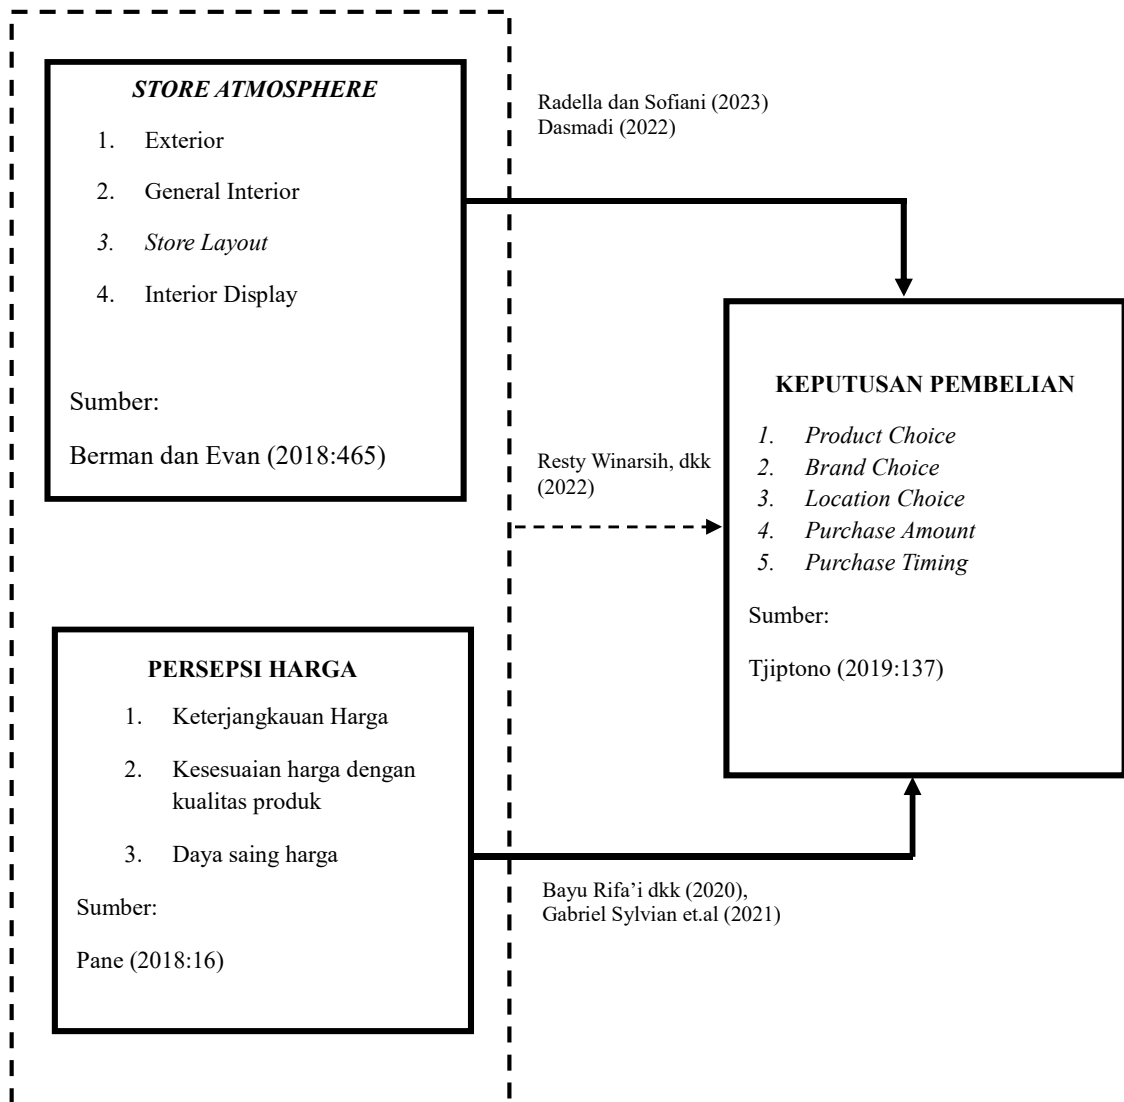 STORE ATMOSPHERE
1. Exterior
2. General Interior
3. Store Layout
4. Interior Display
Sumber:
Berman dan Evan (2018:465)
Radella dan Sofiani (2023)
Dasmadi (2022)
Resty Winarsih, dkk
(2022)
KEPUTUSAN PEMBELIAN
1. Product Choice
2. Brand Choice
3. Location Choice
4. Purchase Amount
5. Purchase Timing
Sumber:
Tjiptono (2019:137)
PERSEPSI HARGA
1. Keterjangkauan Harga
2. Kesesuaian harga dengan
kualitas produk
3. Daya saing harga
Sumber:
Pane (2018:16)
Bayu Rifa’i dkk (2020),
Gabriel Sylvian et.al (2021)